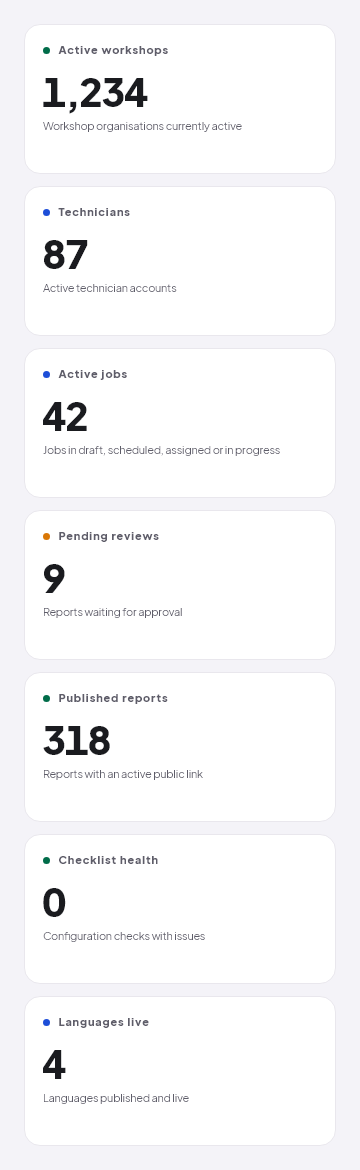 Active workshops
1,234
Workshop organisations currently active
Technicians
87
Active technician accounts
Active jobs
42
Jobs in draft, scheduled, assigned or in progress
Pending reviews
9
Reports waiting for approval
Published reports
318
Reports with an active public link
Checklist health
0
Configuration checks with issues
Languages live
4
Languages published and live